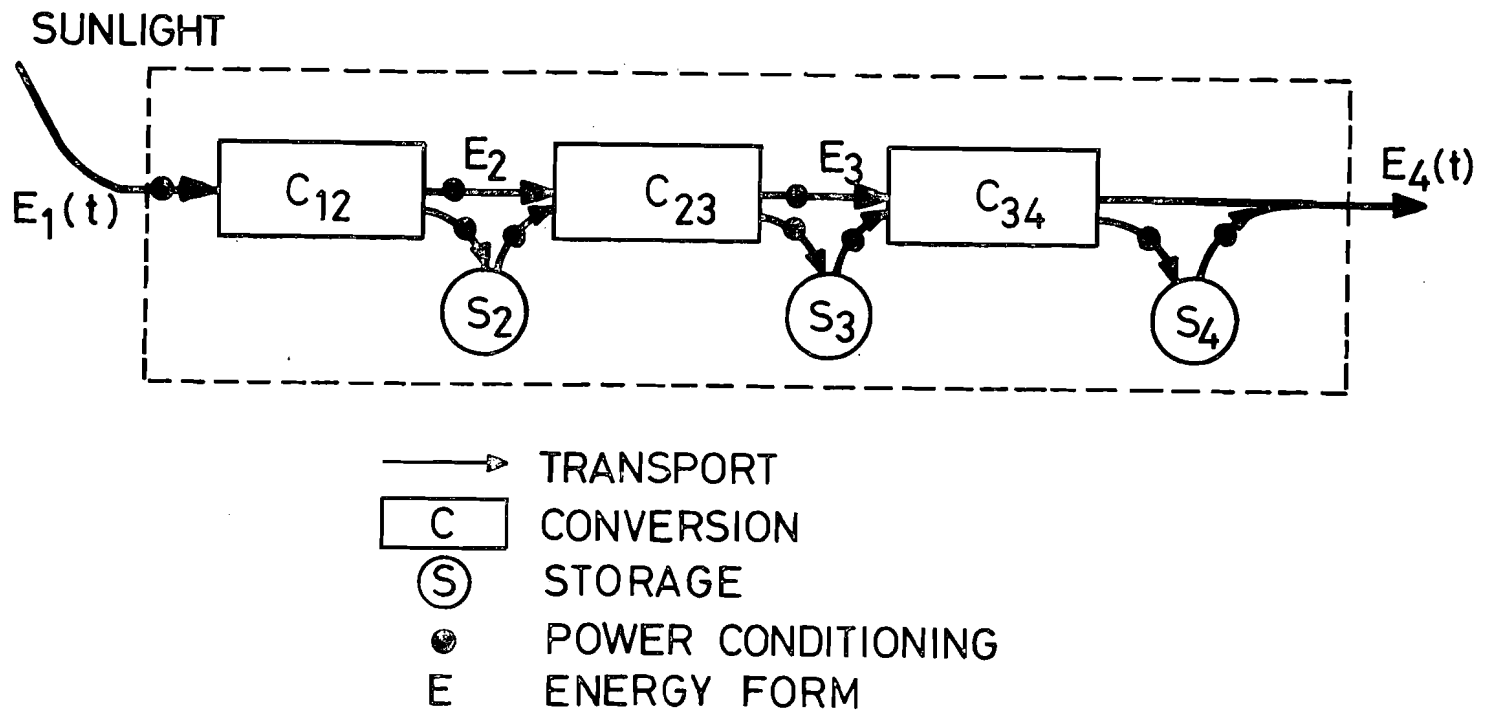 SUNLIGHT
E₁(t)
C₁₂
E₂
C₂₃
E₃
C₃₄
E₄(t)
S₂
S₃
S₄
TRANSPORT
C CONVERSION
S STORAGE
POWER CONDITIONING
E ENERGY FORM